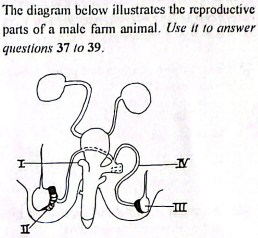 The diagram below illustrates the reproductive
parts of a male farm animal. Use it to answer
questions 37 to 39.
I
IV
III
II